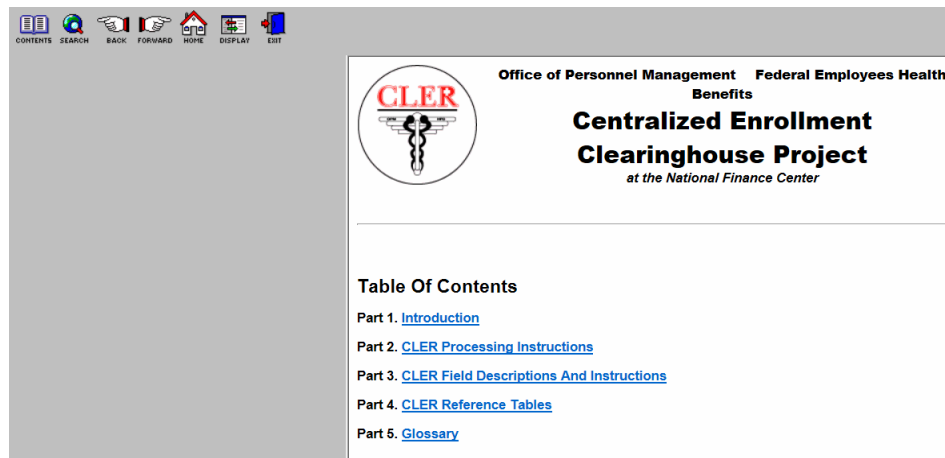 CONTENTS SEARCH BACK FORWARD HOME DISPLAY EXIT
CLER
Office of Personnel Management Federal Employees Health
Benefits
Centralized Enrollment
Clearinghouse Project
at the National Finance Center
Table Of Contents
Part 1. Introduction
Part 2. CLER Processing Instructions
Part 3. CLER Field Descriptions And Instructions
Part 4. CLER Reference Tables
Part 5. Glossary